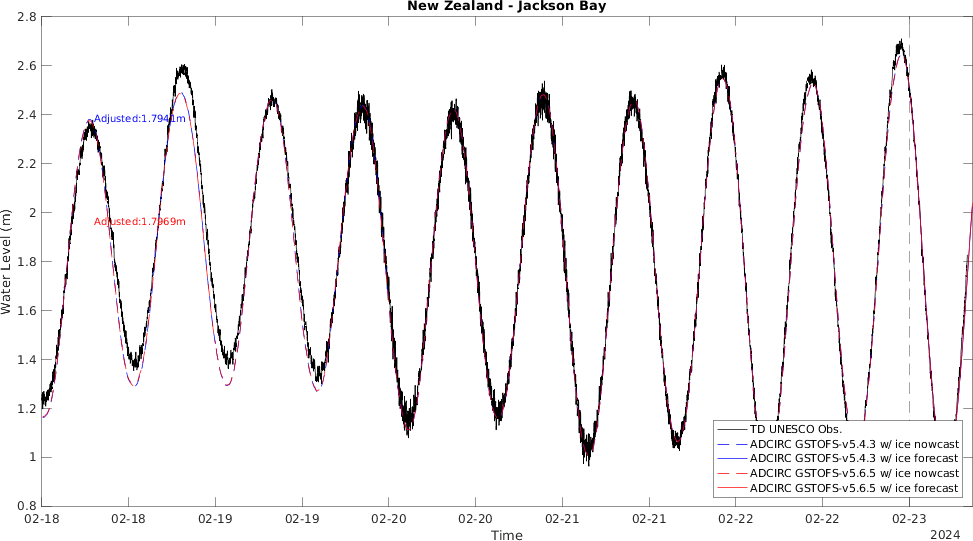 New Zealand - Jackson Bay
2.8
2.6
2.4
2.2
2
1.8
1.6
1.4
1.2
1
0.8
Water Level (m)
Adjusted:1.7941m
Adjusted:1.7969m
TD UNESCO Obs.
ADCIRC GSTOFS-v5.4.3 w/ ice nowcast
ADCIRC GSTOFS-v5.4.3 w/ ice forecast
ADCIRC GSTOFS-v5.6.5 w/ ice nowcast
ADCIRC GSTOFS-v5.6.5 w/ ice forecast
02-18 02-18 02-19 02-19 02-20 02-20 02-21 02-21 02-22 02-22 02-23
Time
2024